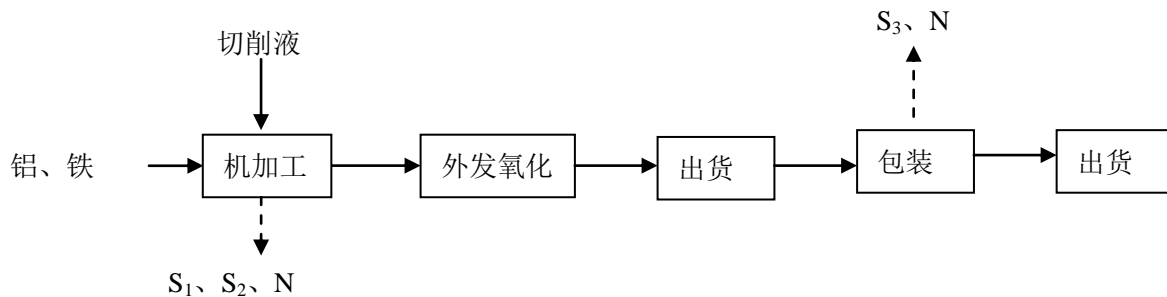 S₃、N
切削液
铝、铁
机加工
外发氧化
出货
包装
出货
S₁、S₂、N